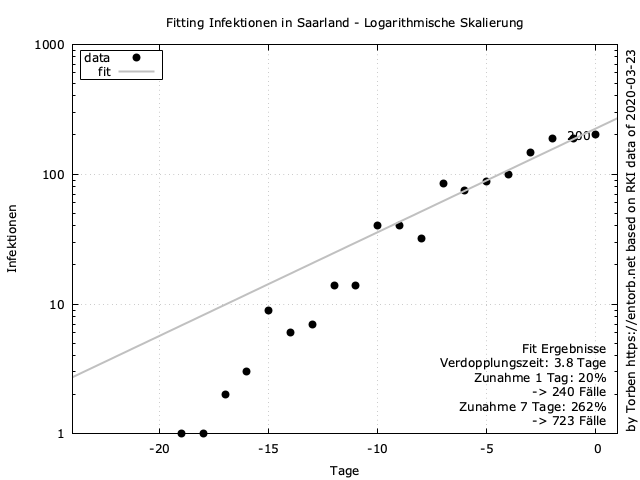 Fitting Infektionen in Saarland - Logarithmische Skalierung
data
fit
1000
100
10
1
Infektionen
200
Fit Ergebnisse
Verdopplungszeit: 3.8 Tage
Zunahme 1 Tag: 20%
-> 240 Fälle
Zunahme 7 Tage: 262%
-> 723 Fälle
-20
-15
-10
-5
0
Tage
by Torben https://entorb.net based on RKI data of 2020-03-23